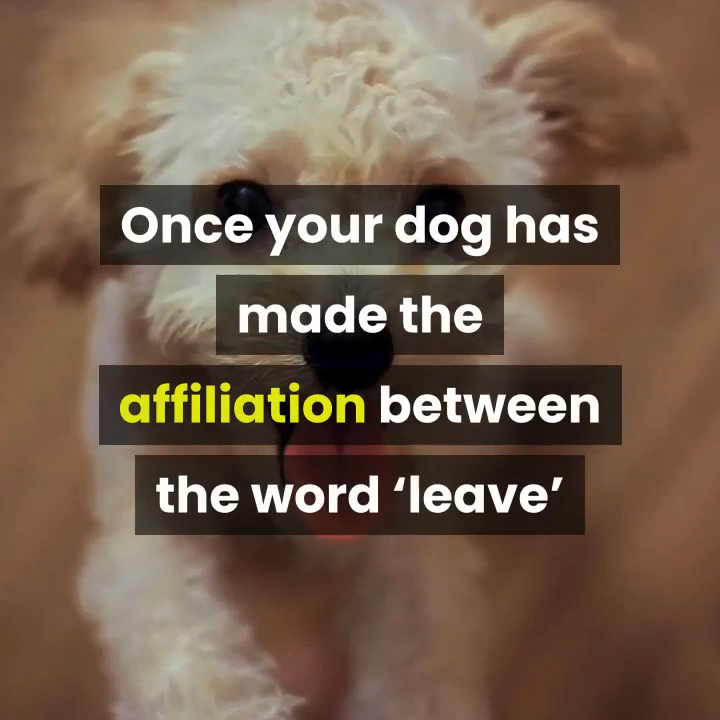 Once your dog has
made the
affiliation between
the word ‘leave’